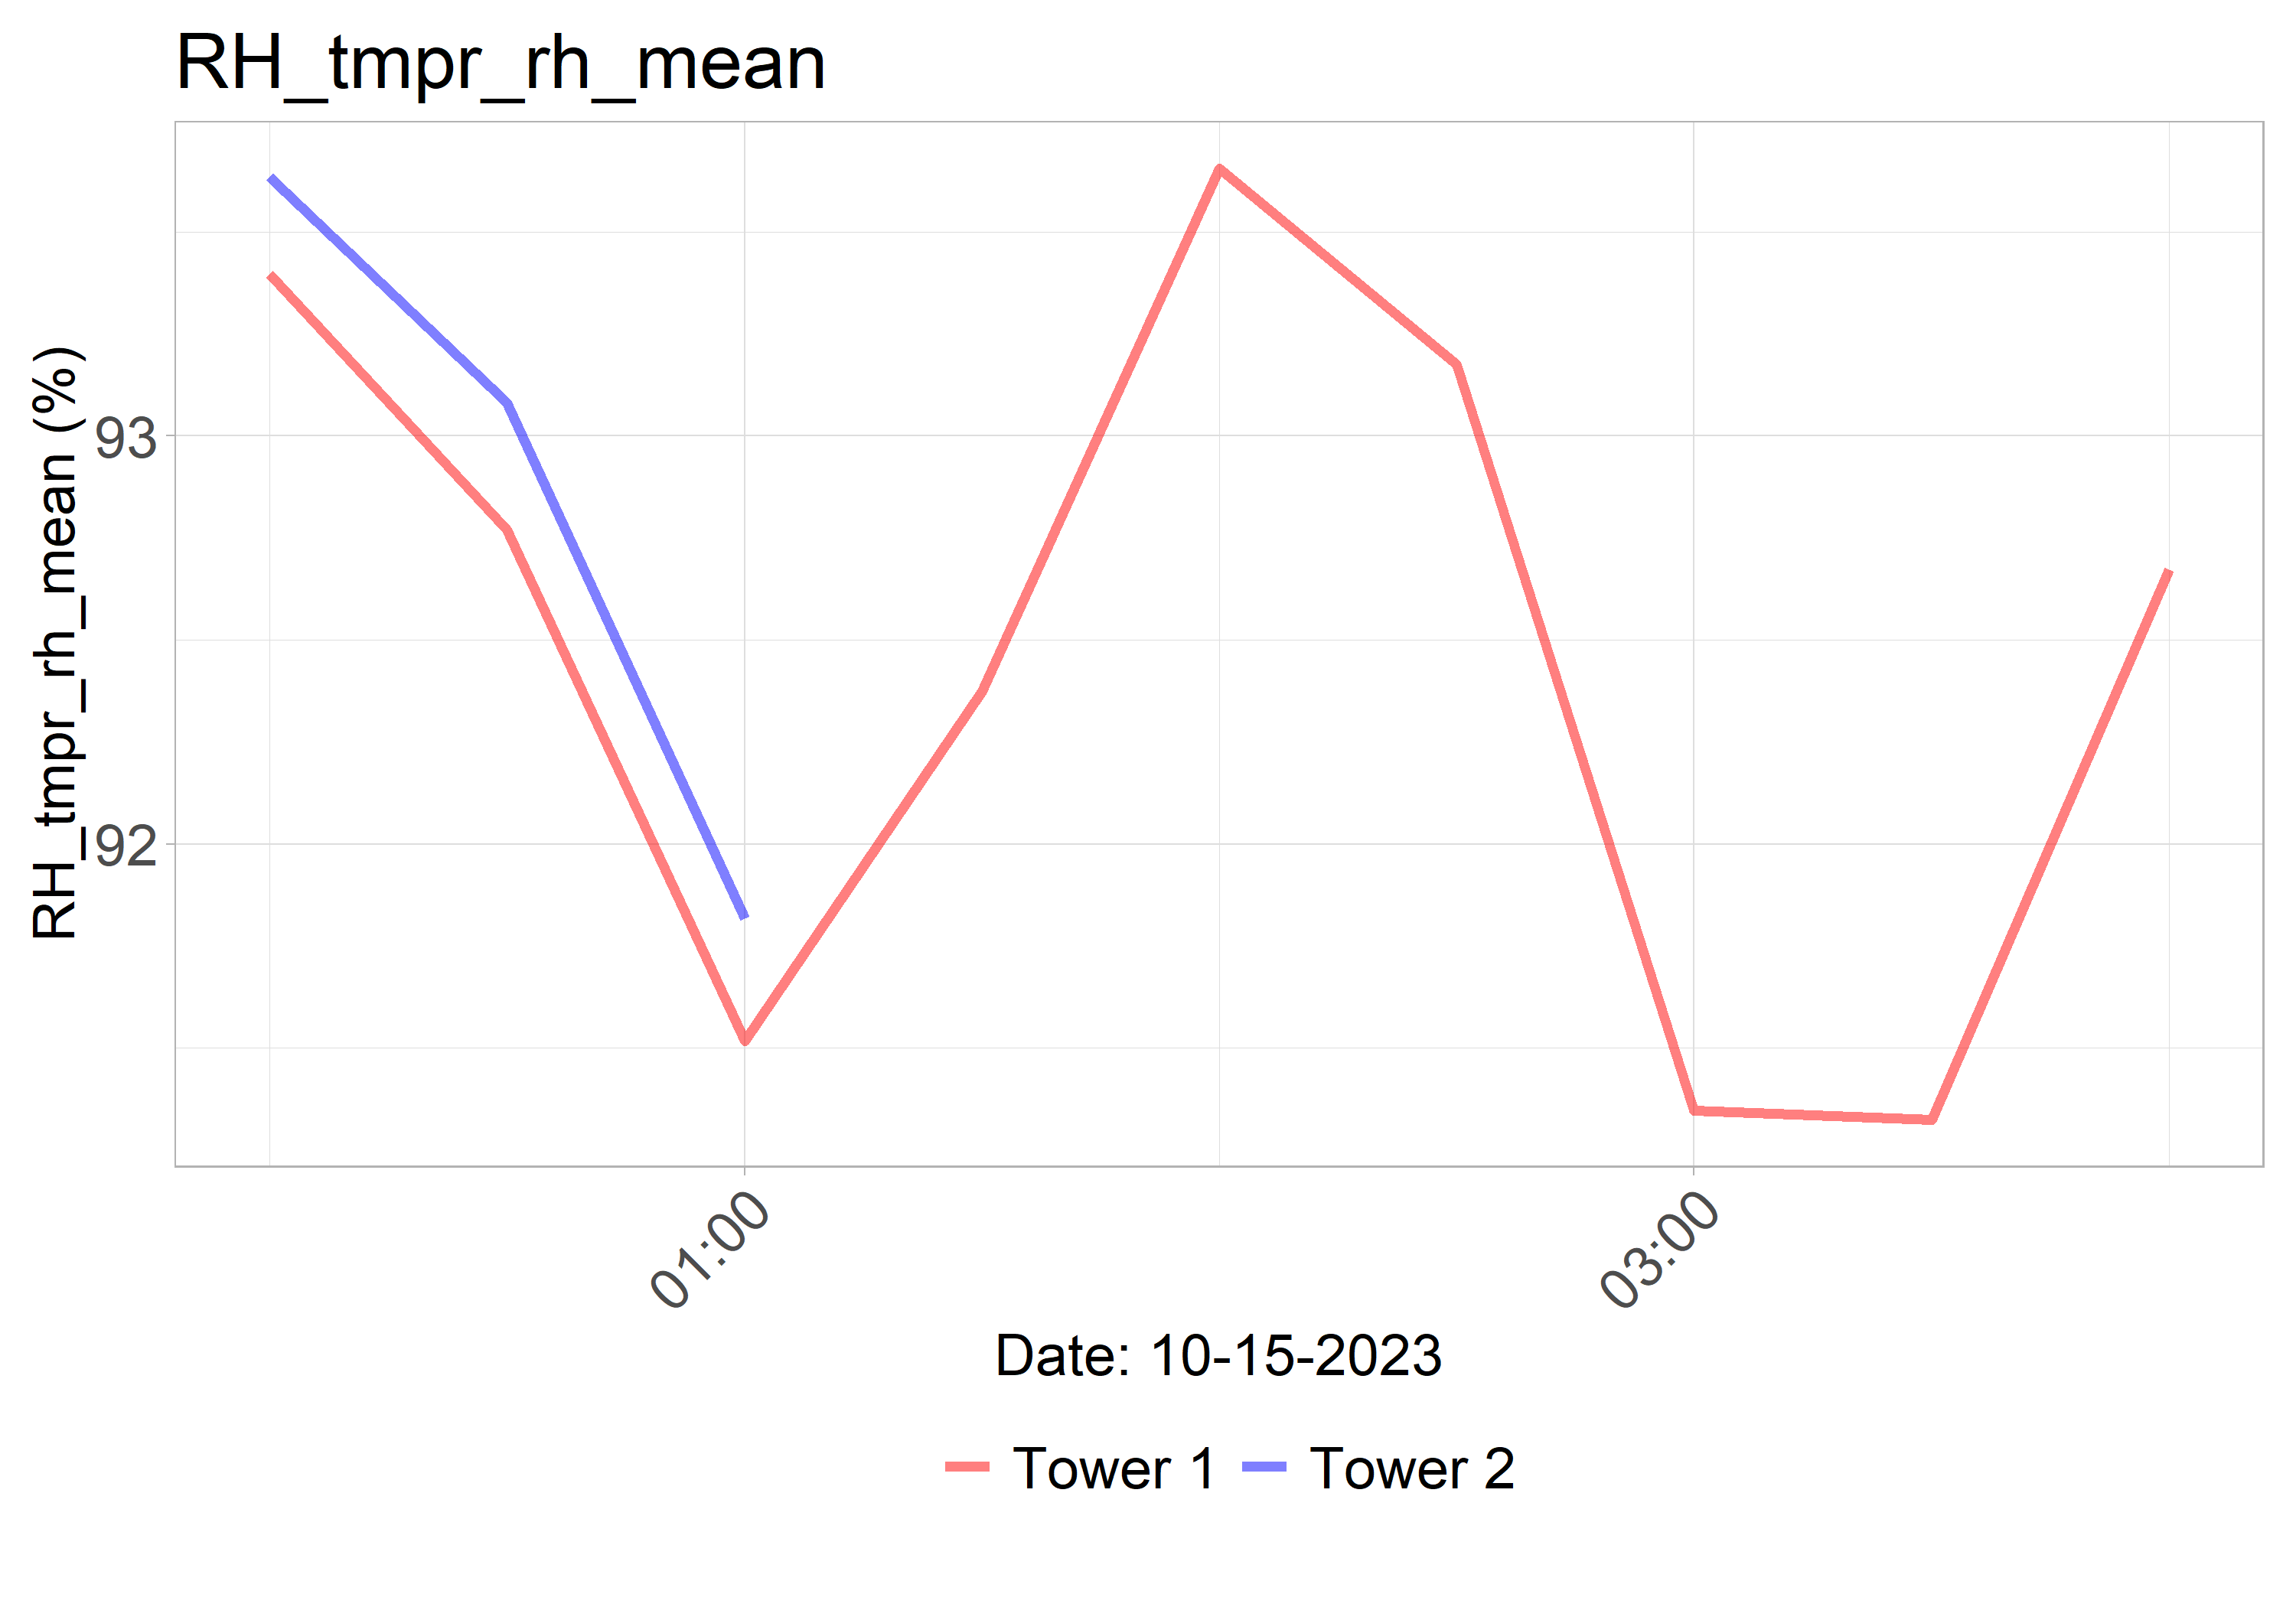 RH_tmpr_rh_mean
RH_tmpr_rh_mean (%)
93
92
01:00
03:00
Date: 10-15-2023
Tower 1
Tower 2